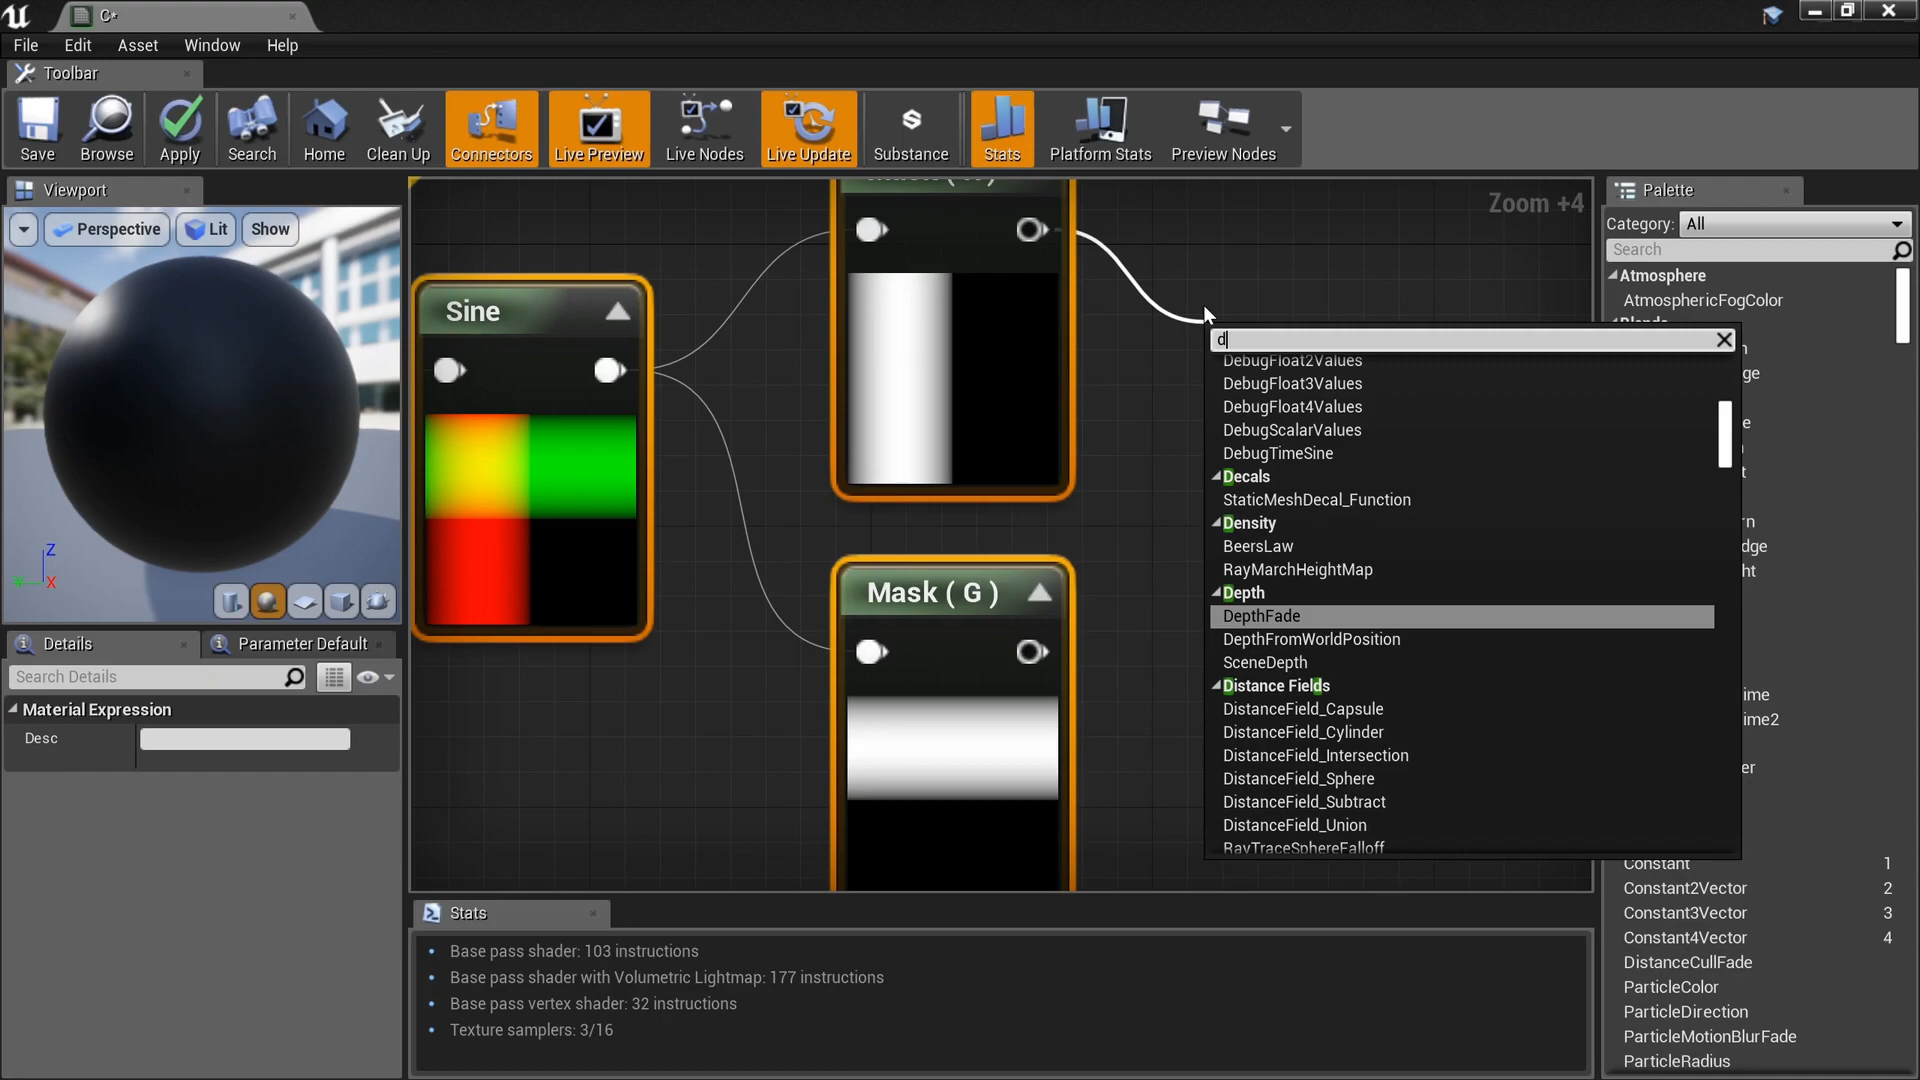 C*
File Edit Asset Window Help
Toolbar
Save Browse Apply Search Home Clean Up Connectors Live Preview Live Nodes Live Update Substance Stats Platform Stats Preview Nodes
Viewport
Perspective Lit Show
Z
Y X
Details Parameter Default
Search Details
Material Expression
Desc
Zoom +4
Sine
Mask ( G )
d
DebugFloat2Values
DebugFloat3Values
DebugFloat4Values
DebugScalarValues
DebugTimeSine
Decals
StaticMeshDecal_Function
Density
BeersLaw
RayMarchHeightMap
Depth
DepthFade
DepthFromWorldPosition
SceneDepth
Distance Fields
DistanceField_Capsule
DistanceField_Cylinder
DistanceField_Intersection
DistanceField_Sphere
DistanceField_Subtract
DistanceField_Union
RayTraceSphereFalloff
Stats
Base pass shader: 103 instructions
Base pass shader with Volumetric Lightmap: 177 instructions
Base pass vertex shader: 32 instructions
Texture samplers: 3/16
Palette
Category: All
Search
Atmosphere
AtmosphericFogColor
Blends
Constant 1
Constant2Vector 2
Constant3Vector 3
Constant4Vector 4
DistanceCullFade
ParticleColor
ParticleDirection
ParticleMotionBlurFade
ParticleRadius